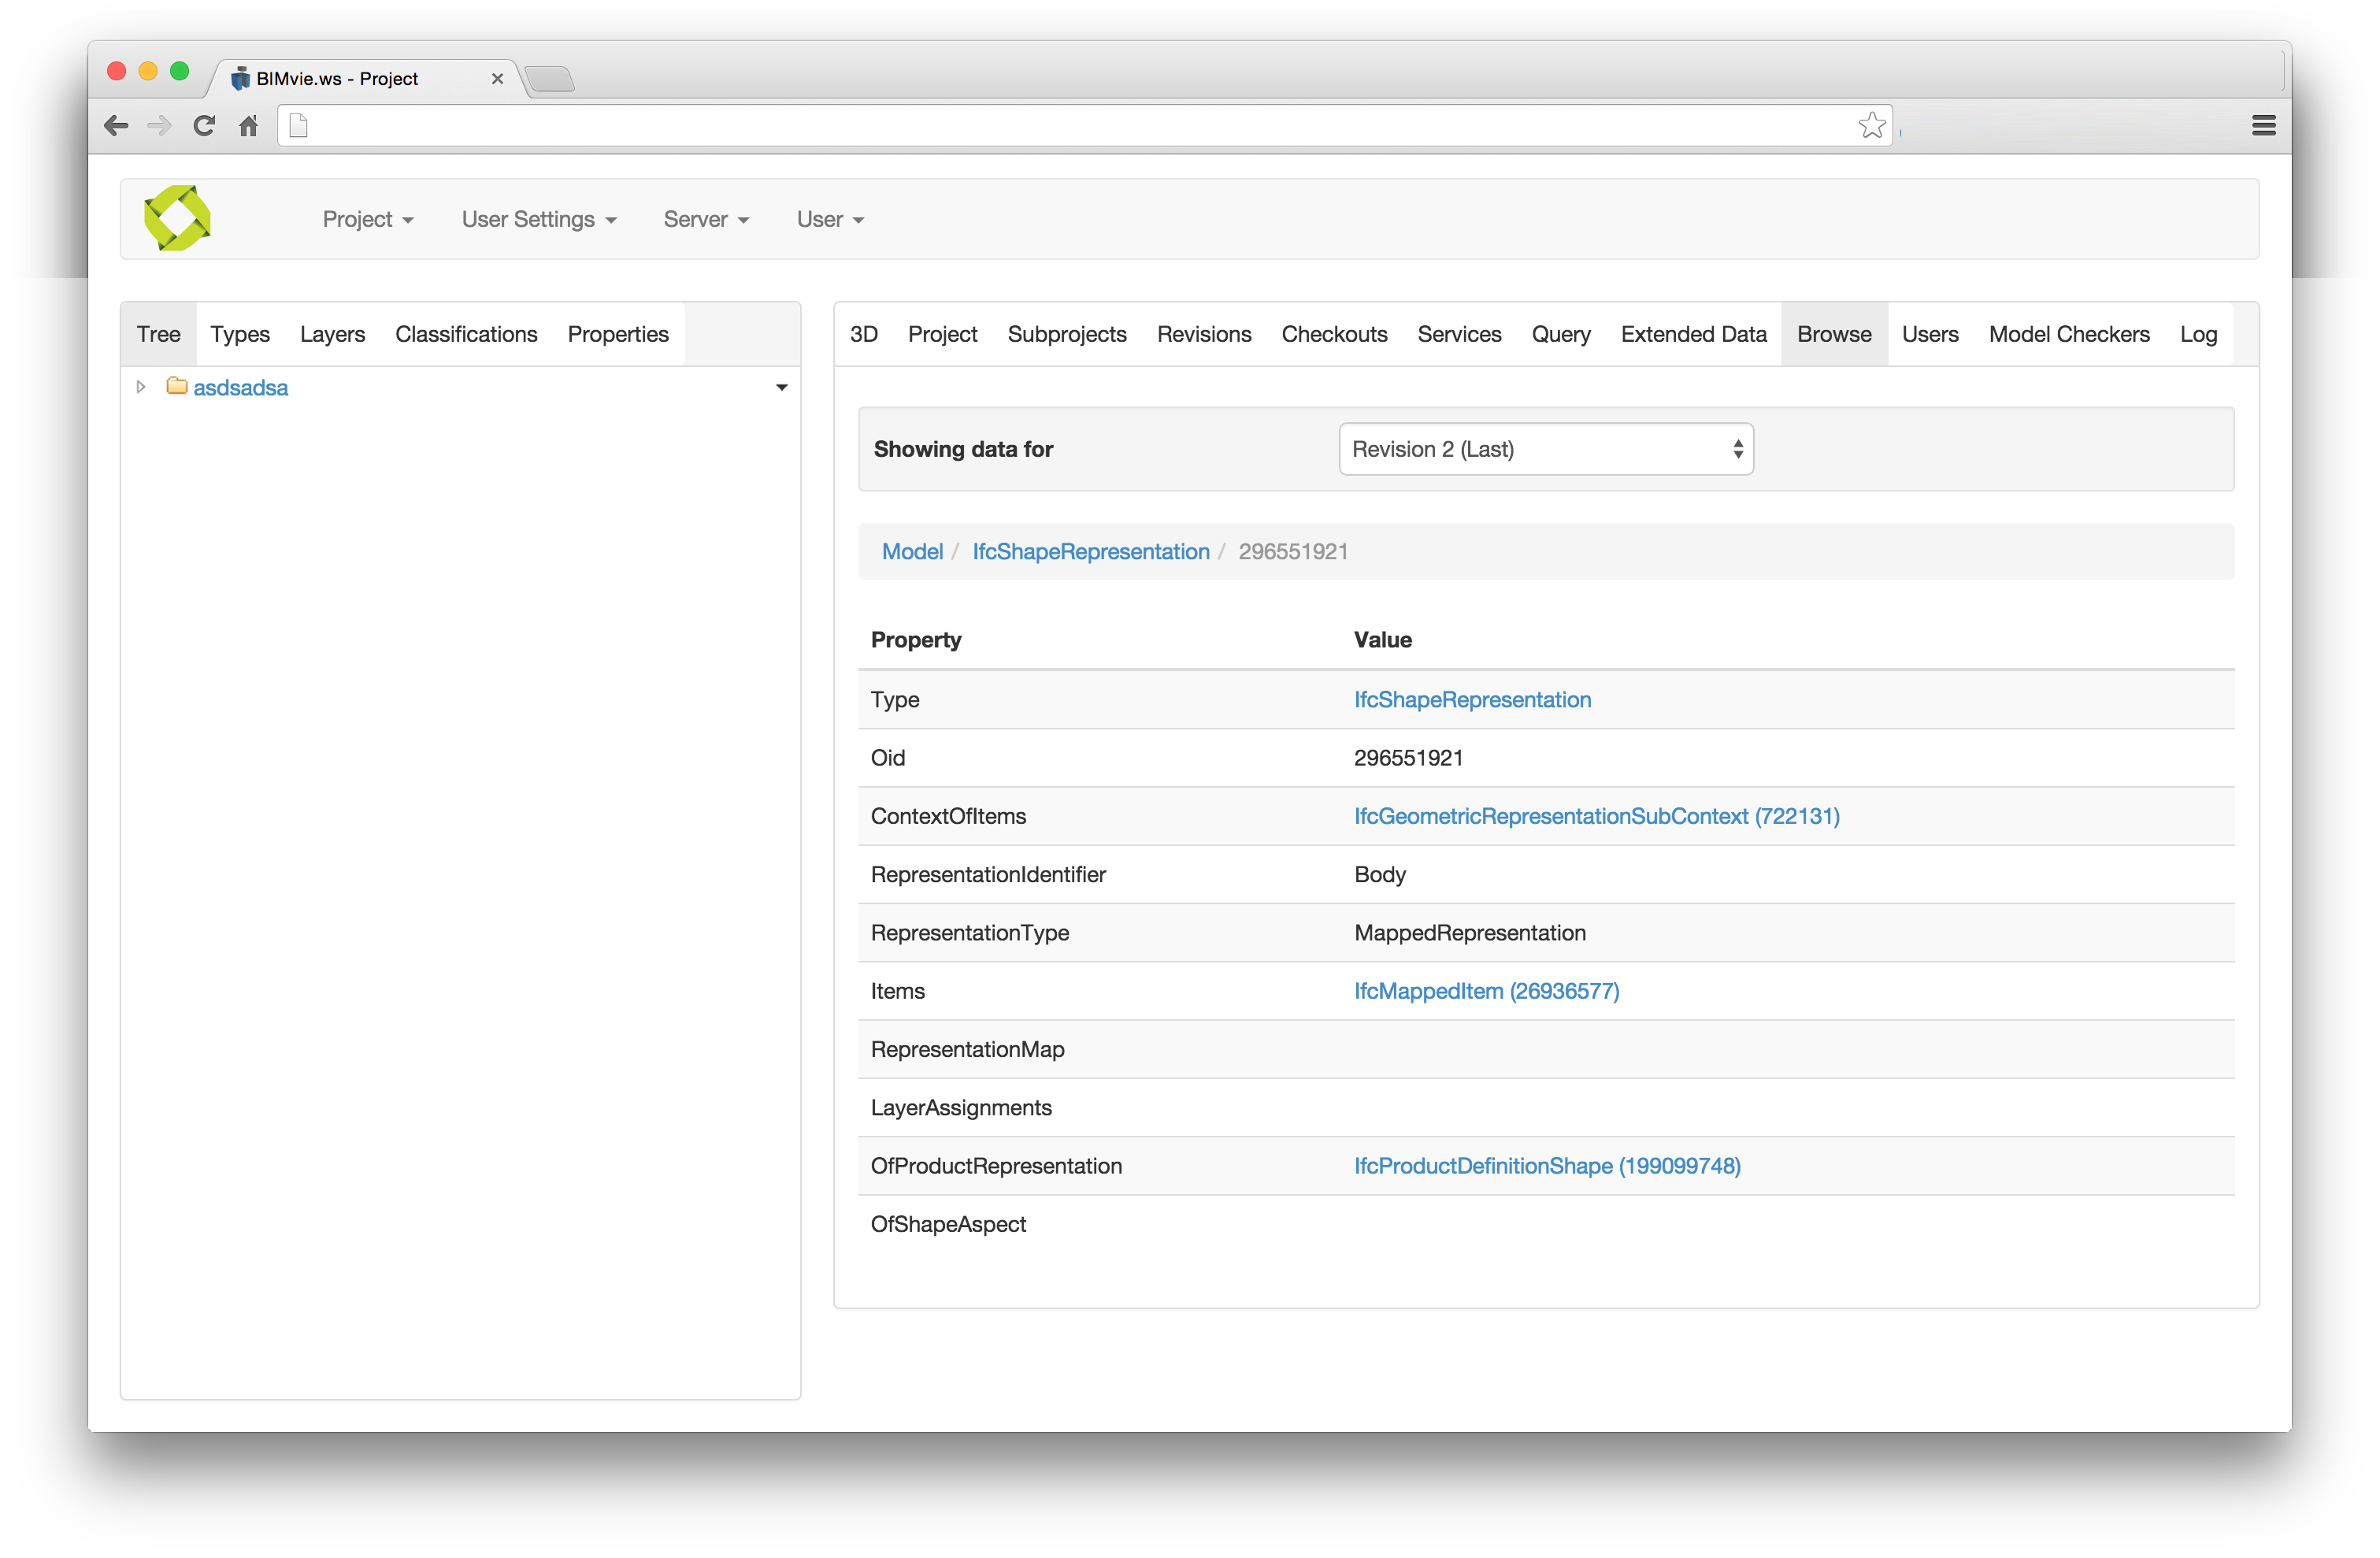 BIMvie.ws - Project
Project User Settings Server User
Tree Types Layers Classifications Properties
asdsadsa
3D Project Subprojects Revisions Checkouts Services Query Extended Data Browse Users Model Checkers Log
Showing data for Revision 2 (Last)
Model / IfcShapeRepresentation / 296551921
Property Value
Type IfcShapeRepresentation
Oid 296551921
ContextOfItems IfcGeometricRepresentationSubContext (722131)
RepresentationIdentifier Body
RepresentationType MappedRepresentation
Items IfcMappedItem (26936577)
RepresentationMap
LayerAssignments
OfProductRepresentation IfcProductDefinitionShape (199099748)
OfShapeAspect